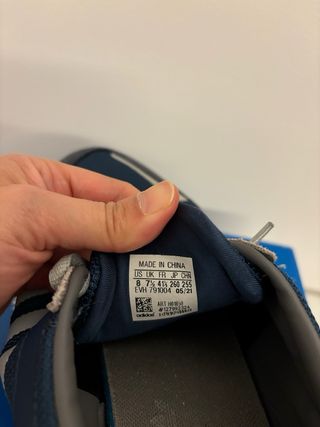 MADE IN CHINA
US UK FR JP CHN
8 7½ 41⅓ 260 255
EVH 791004 05/21
adidas